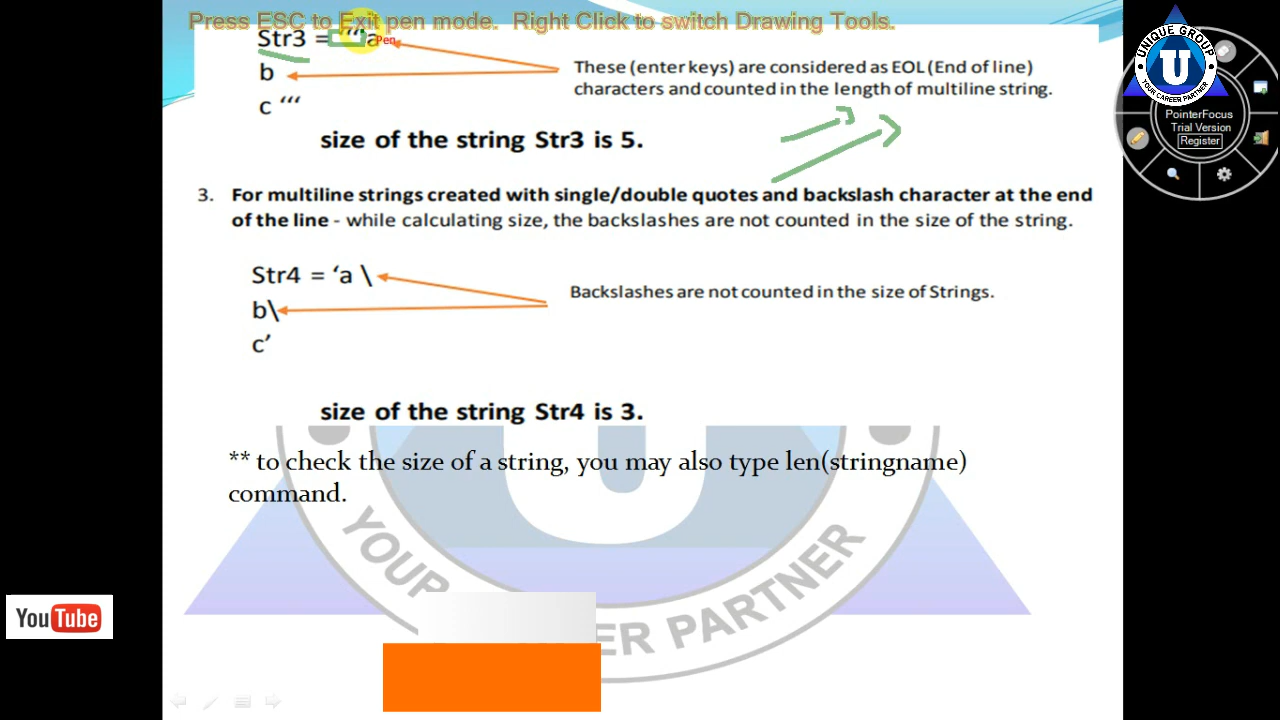 Press ESC to Exit pen mode. Right Click to switch Drawing Tools.
Str3 = ‘‘‘a
Pen
b
c ‘‘‘
These (enter keys) are considered as EOL (End of line)
characters and counted in the length of multiline string.
size of the string Str3 is 5.
3. For multiline strings created with single/double quotes and backslash character at the end
of the line - while calculating size, the backslashes are not counted in the size of the string.
Str4 = ‘a \
b\
c’
Backslashes are not counted in the size of Strings.
size of the string Str4 is 3.
** to check the size of a string, you may also type len(stringname)
command.
YOUR CAREER PARTNER
UNIQUE GROUP
U
YOUR CAREER PARTNER
PointerFocus
Trial Version
Register
YouTube